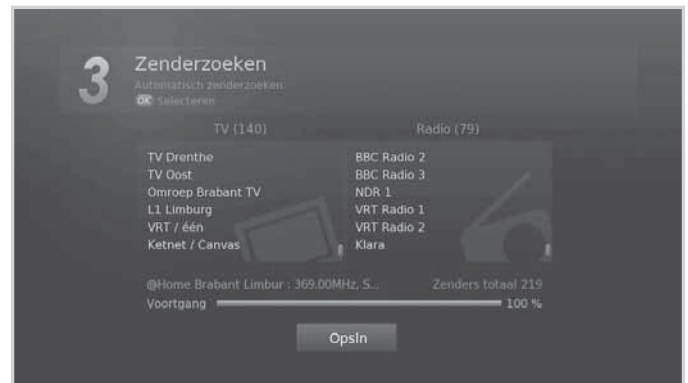 3
Zenderzoeken
Automatisch zenderzoeken
OK Selecteren
TV (140)
Radio (79)
TV Drenthe
TV Oost
Omroep Brabant TV
L1 Limburg
VRT / één
Ketnet / Canvas
BBC Radio 2
BBC Radio 3
NDR 1
VRT Radio 1
VRT Radio 2
Klara
@Home Brabant Limbur : 369.00MHz, S...
Zenders totaal 219
Voortgang 100 %
Opsln